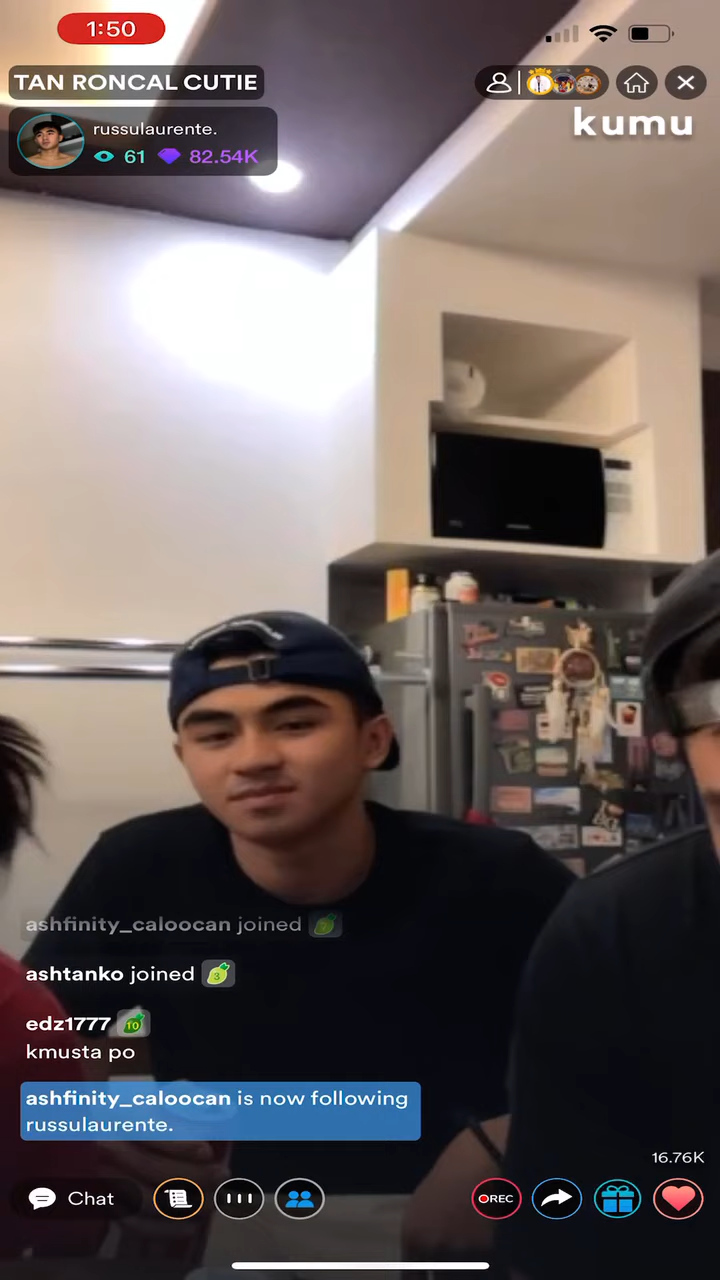 1:50
TAN RONCAL CUTIE
kumu
russulaurente.
61 82.54K
ashfinity_caloocan joined
ashtanko joined 3
edz1777 10
kmusta po
ashfinity_caloocan is now following
russulaurente.
16.76K
Chat
REC